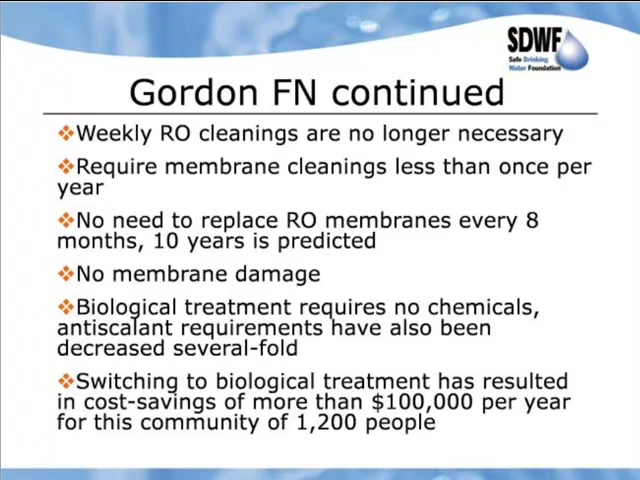 SDWF
Safe Drinking
Water Foundation
Gordon FN continued
❖Weekly RO cleanings are no longer necessary
❖Require membrane cleanings less than once per
year
❖No need to replace RO membranes every 8
months, 10 years is predicted
❖No membrane damage
❖Biological treatment requires no chemicals,
antiscalant requirements have also been
decreased several-fold
❖Switching to biological treatment has resulted
in cost-savings of more than $100,000 per year
for this community of 1,200 people